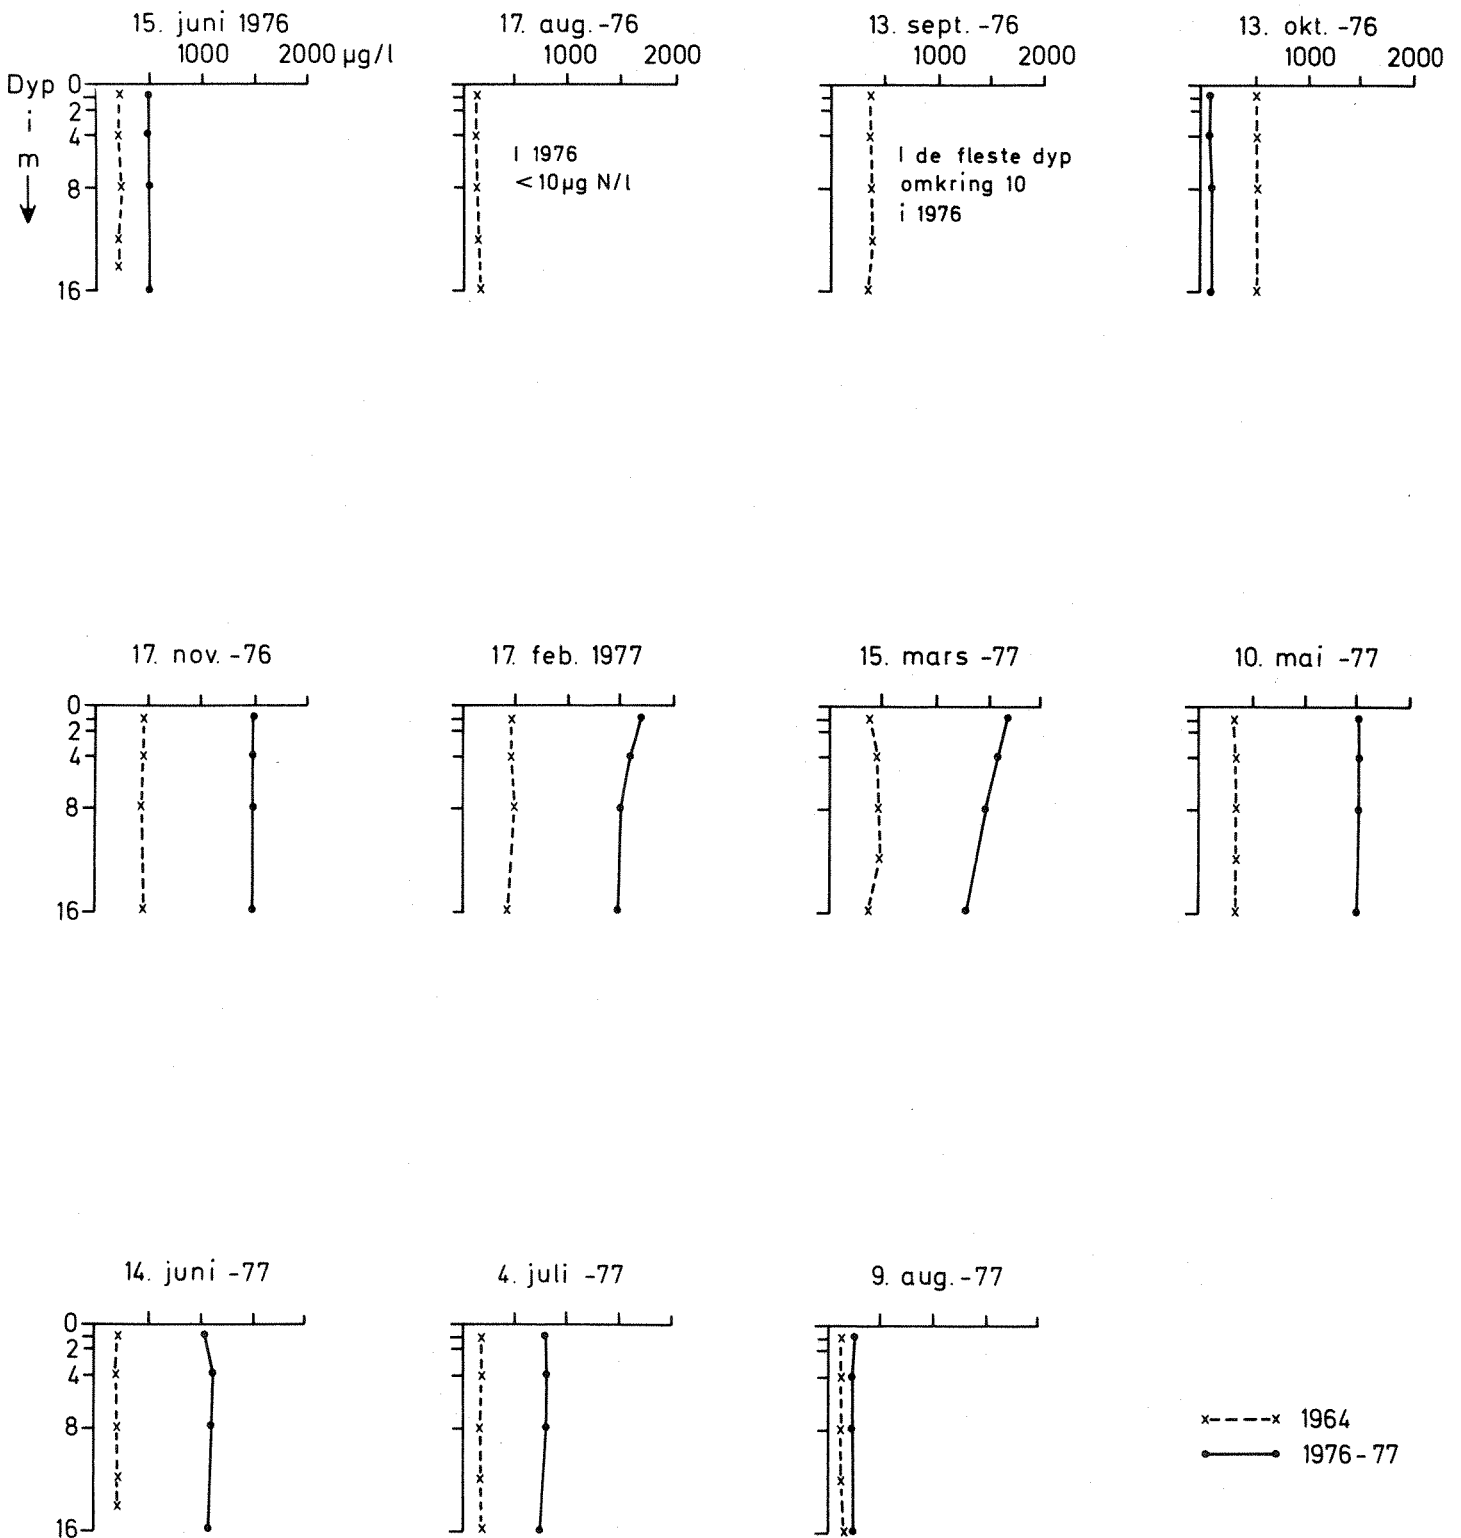 15. juni 1976
1000 2000 µg/l
17. aug. -76
1000 2000
13. sept. -76
1000 2000
13. okt. -76
1000 2000
Dyp
i
m
0
2
4
8
16
I 1976
<10µg N/l
I de fleste dyp
omkring 10
i 1976
17. nov. -76
17. feb. 1977
15. mars -77
10. mai -77
0
2
4
8
16
14. juni -77
4. juli -77
9. aug. -77
0
2
4
8
16
x----x 1964
1976-77